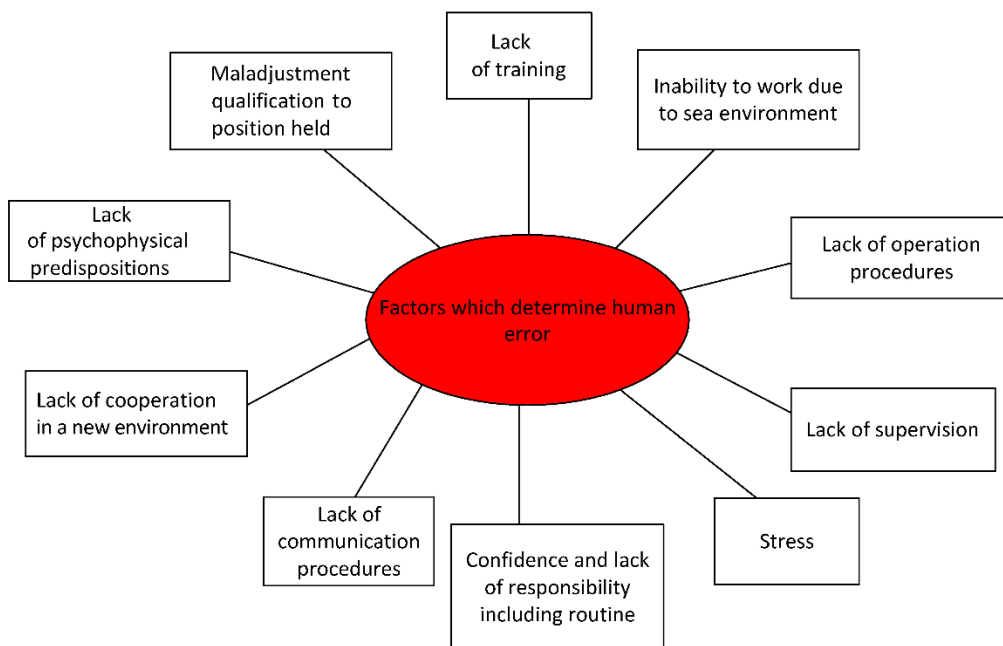 Lack
of training
Maladjustment
qualification to
position held
Inability to work due
to sea environment
Lack
of psychophysical
predispositions
Lack of operation
procedures
Factors which determine human
error
Lack of cooperation
in a new environment
Lack of supervision
Lack of
communication
procedures
Confidence and lack
of responsibility
including routine
Stress